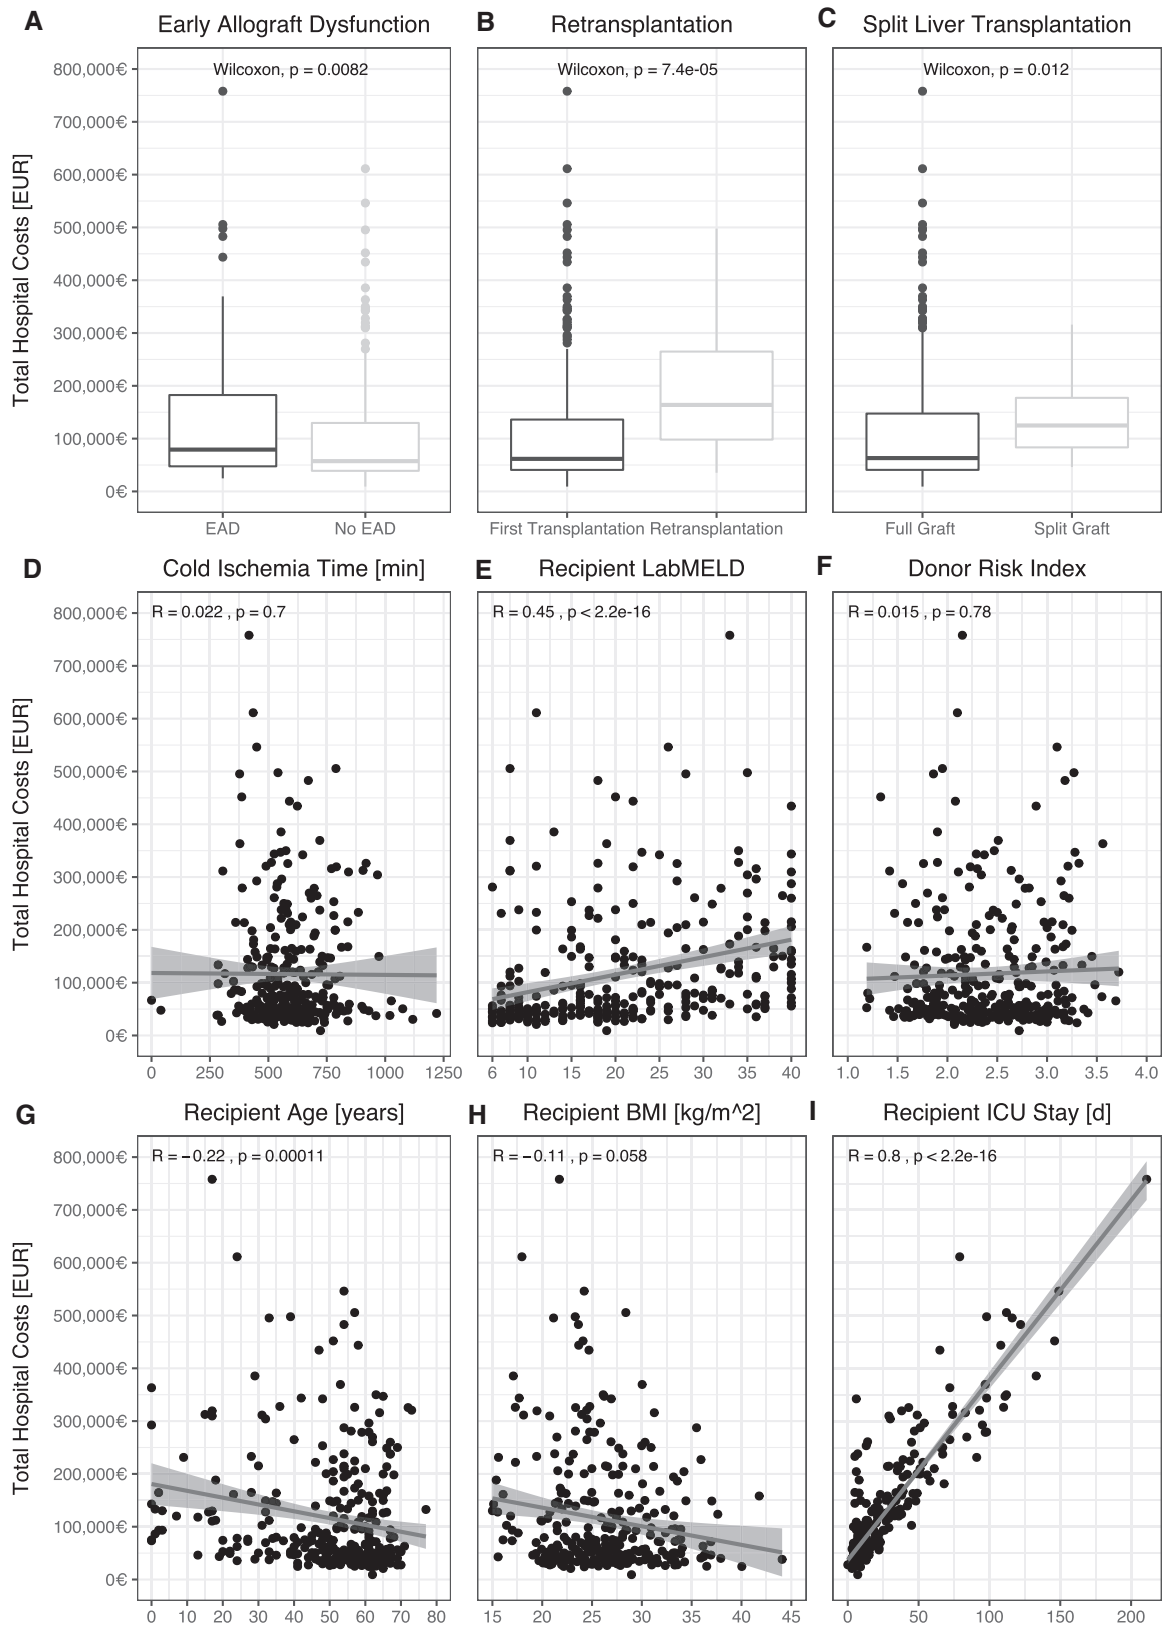 A Early Allograft Dysfunction
B Retransplantation
C Split Liver Transplantation
Total Hospital Costs [EUR]
800,000€
700,000€
600,000€
500,000€
400,000€
300,000€
200,000€
100,000€
0€
Wilcoxon, p = 0.0082
Wilcoxon, p = 7.4e-05
Wilcoxon, p = 0.012
EAD No EAD
First Transplantation Retransplantation
Full Graft Split Graft
D Cold Ischemia Time [min]
E Recipient LabMELD
F Donor Risk Index
Total Hospital Costs [EUR]
800,000€
700,000€
600,000€
500,000€
400,000€
300,000€
200,000€
100,000€
0€
R = 0.022 , p = 0.7
R = 0.45 , p < 2.2e-16
R = 0.015 , p = 0.78
0 250 500 750 1000 1250
6 10 15 20 25 30 35 40
1.0 1.5 2.0 2.5 3.0 3.5 4.0
G Recipient Age [years]
H Recipient BMI [kg/m^2]
I Recipient ICU Stay [d]
Total Hospital Costs [EUR]
800,000€
700,000€
600,000€
500,000€
400,000€
300,000€
200,000€
100,000€
0€
R = −0.22 , p = 0.00011
R = −0.11 , p = 0.058
R = 0.8 , p < 2.2e-16
0 10 20 30 40 50 60 70 80
15 20 25 30 35 40 45
0 50 100 150 200